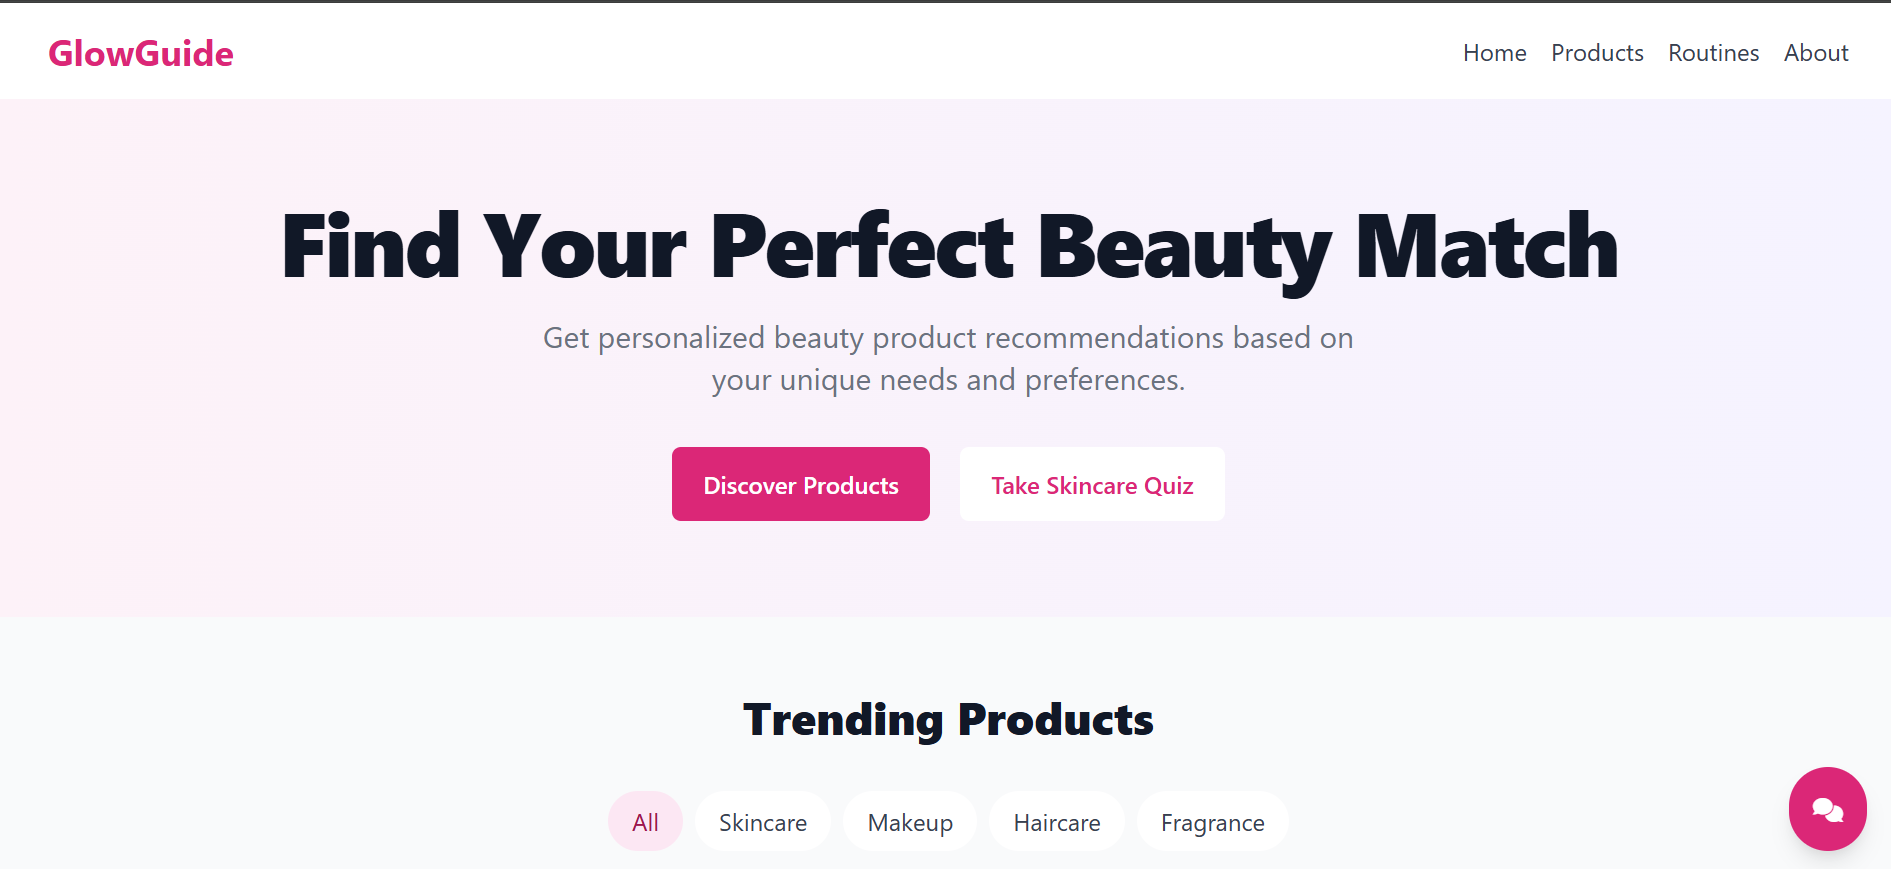 GlowGuide
Home Products Routines About
Find Your Perfect Beauty Match
Get personalized beauty product recommendations based on
your unique needs and preferences.
Discover Products Take Skincare Quiz
Trending Products
All Skincare Makeup Haircare Fragrance